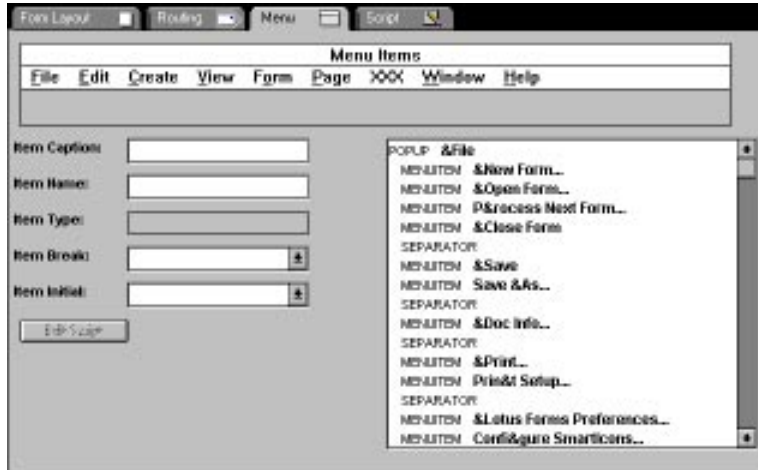 Form Layout Routing Menu Script
Menu Items
File Edit Create View Form Page XXX Window Help
Item Caption:
Item Name:
Item Type:
Item Break:
Item Initial:
Edit Script
POPUP &File
MENUITEM &New Form...
MENUITEM &Open Form...
MENUITEM P&rocess Next Form...
MENUITEM &Close Form
SEPARATOR
MENUITEM &Save
MENUITEM Save &As...
SEPARATOR
MENUITEM &Doc Info...
SEPARATOR
MENUITEM &Print...
MENUITEM Prin&t Setup...
SEPARATOR
MENUITEM &Lotus Forms Preferences...
MENUITEM Confi&gure SmartIcons...